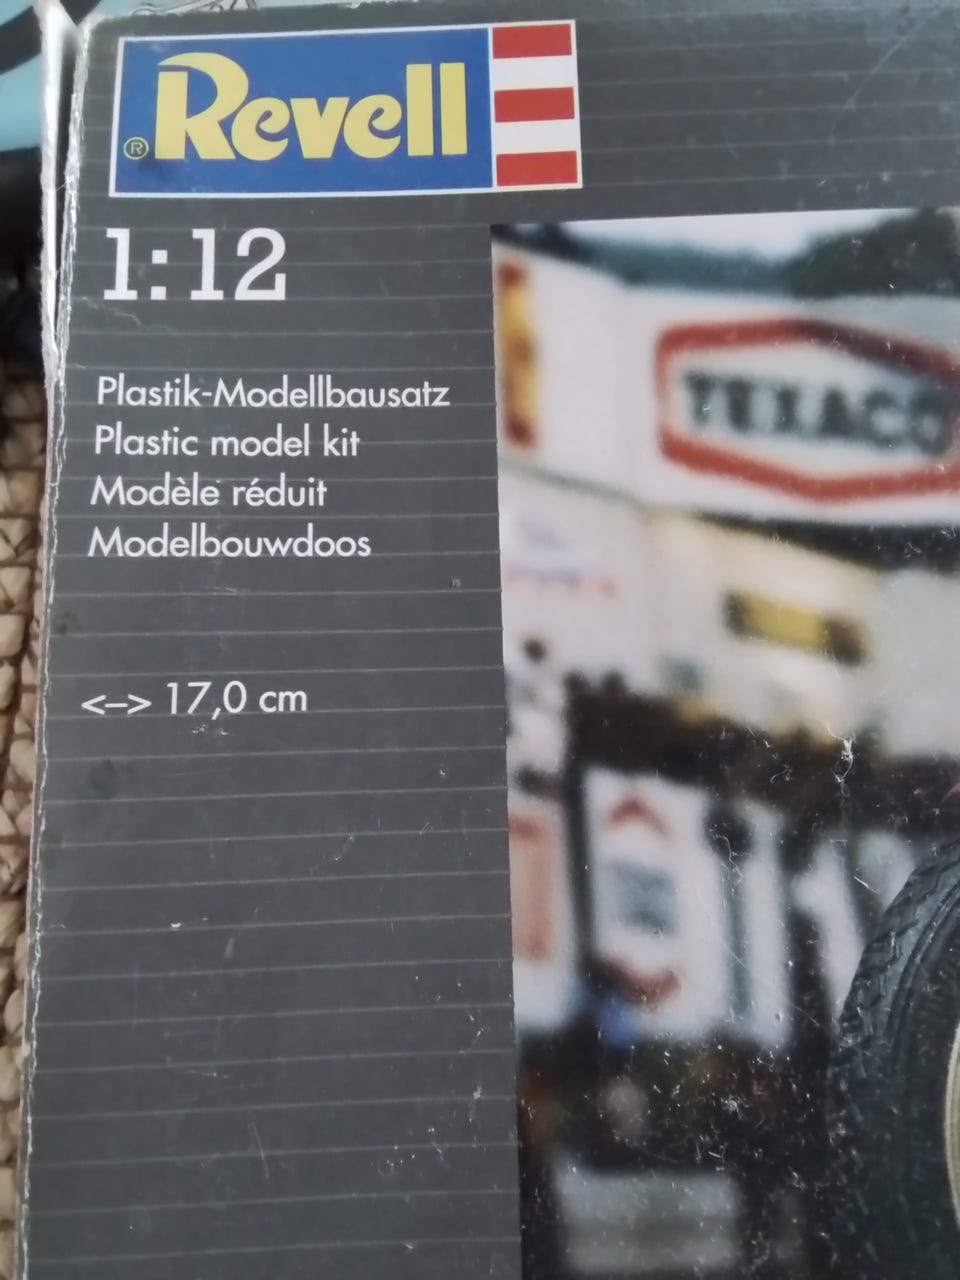 ® Revell
1:12
Plastik-Modellbausatz
Plastic model kit
Modèle réduit
Modelbouwdoos
<–> 17,0 cm
TEXACO